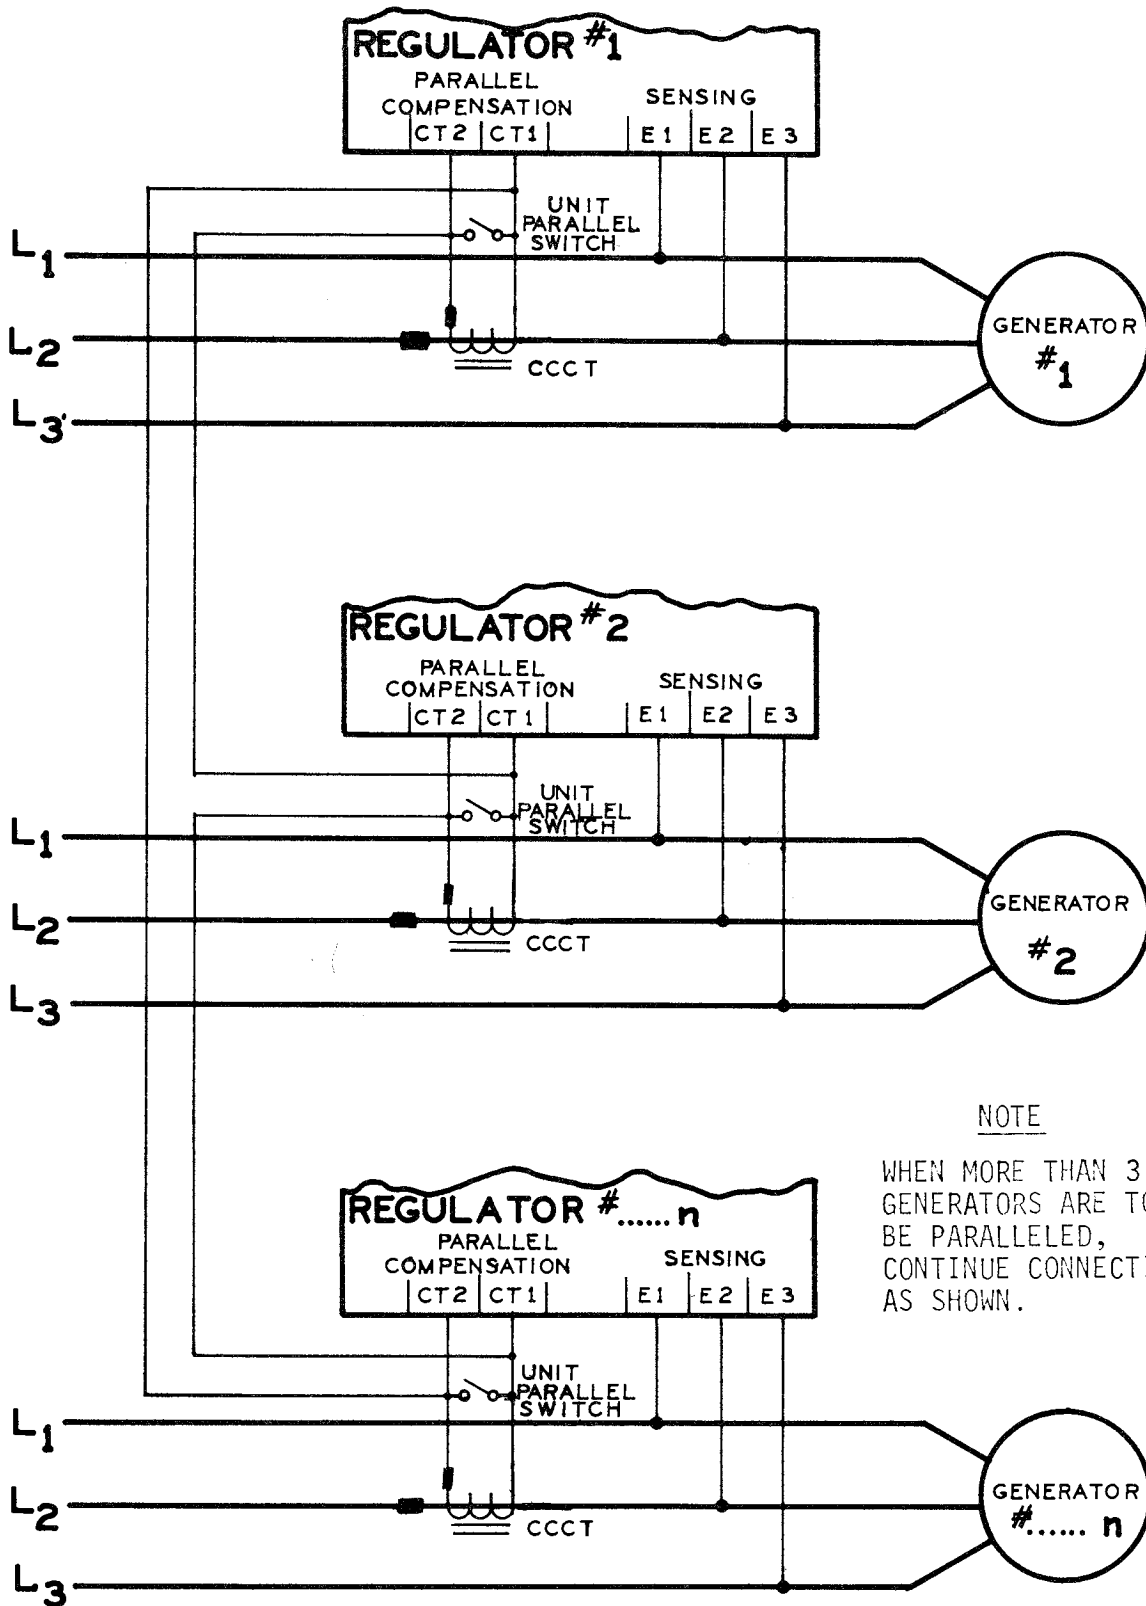 REGULATOR #1
PARALLEL
COMPENSATION
SENSING
CT2 CT1 E1 E2 E3
UNIT
PARALLEL
SWITCH
L1
L2
CCCT
L3
GENERATOR
#1
REGULATOR #2
PARALLEL
COMPENSATION
SENSING
CT2 CT1 E1 E2 E3
UNIT
PARALLEL
SWITCH
L1
L2
CCCT
L3
GENERATOR
#2
NOTE
WHEN MORE THAN 3
GENERATORS ARE TO
BE PARALLELED,
CONTINUE CONNECTI
AS SHOWN.
REGULATOR #...... n
PARALLEL
COMPENSATION
SENSING
CT2 CT1 E1 E2 E3
UNIT
PARALLEL
SWITCH
L1
L2
CCCT
L3
GENERATOR
#...... n